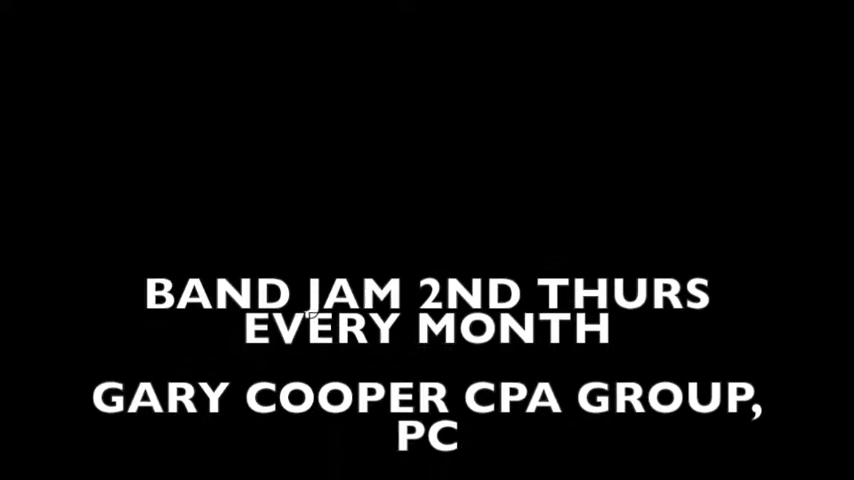 BAND JAM 2ND THURS
EVERY MONTH
GARY COOPER CPA GROUP,
PC